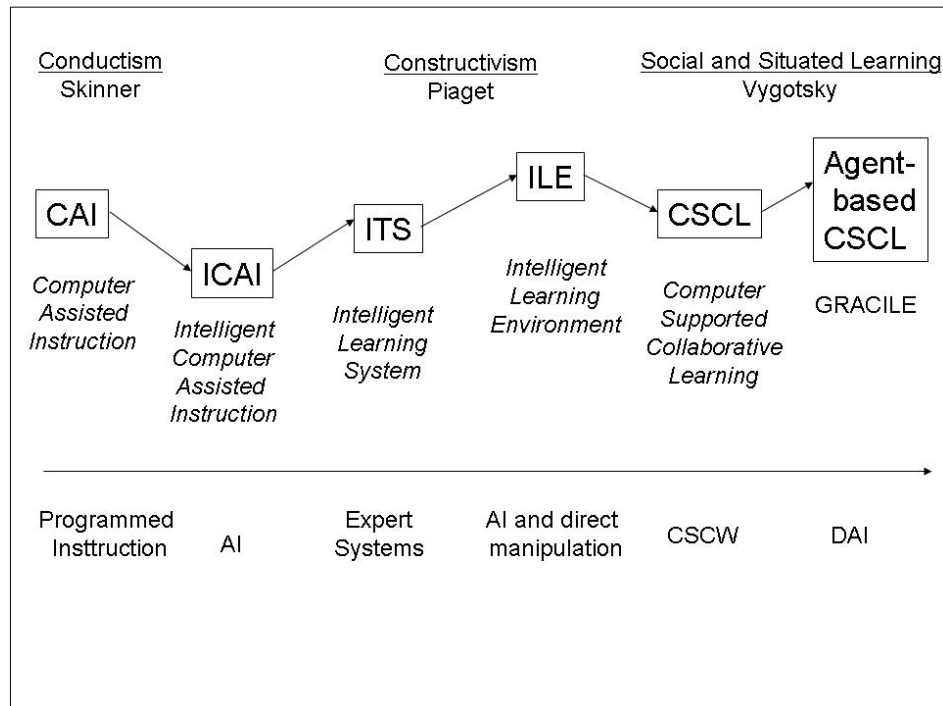 Conductism
Skinner
Constructivism
Piaget
Social and Situated Learning
Vygotsky
CAI
Computer
Assisted
Instruction
ICAI
Intelligent
Computer
Assisted
Instruction
ITS
Intelligent
Learning
System
ILE
Intelligent
Learning
Environment
CSCL
Computer
Supported
Collaborative
Learning
Agent-
based
CSCL
GRACILE
Programmed
Insttruction
AI
Expert
Systems
AI and direct
manipulation
CSCW
DAI